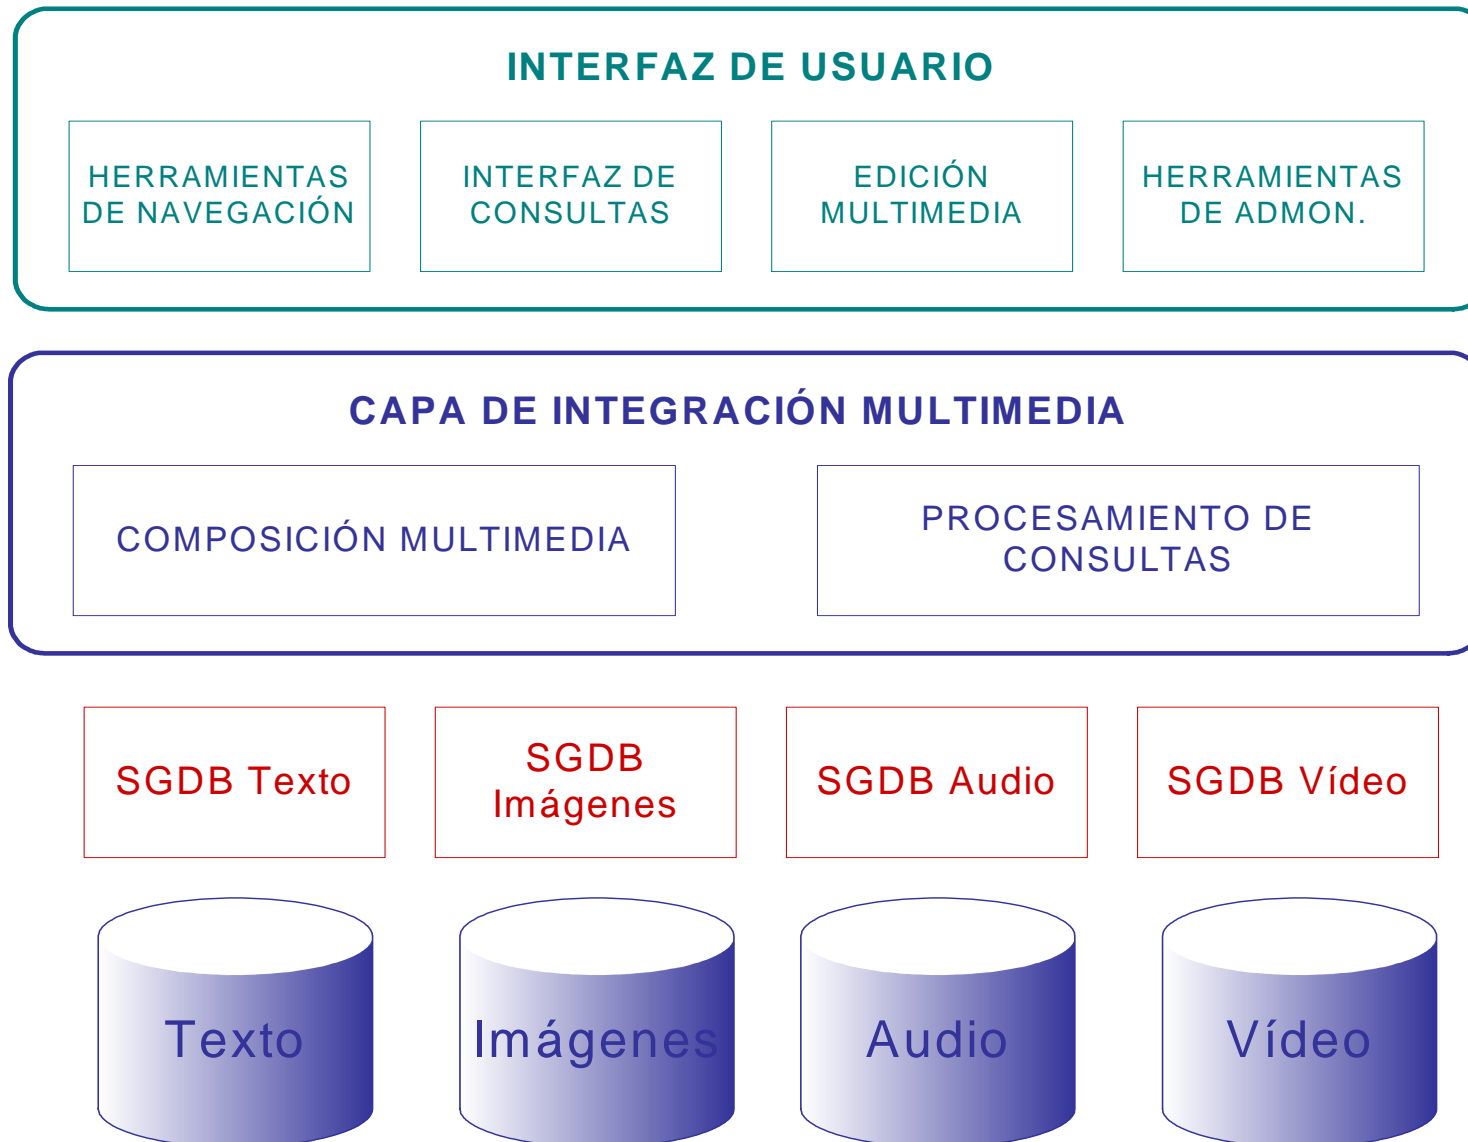 INTERFAZ DE USUARIO
HERRAMIENTAS
DE NAVEGACIÓN
INTERFAZ DE
CONSULTAS
EDICIÓN
MULTIMEDIA
HERRAMIENTAS
DE ADMON.
CAPA DE INTEGRACIÓN MULTIMEDIA
COMPOSICIÓN MULTIMEDIA
PROCESAMIENTO DE
CONSULTAS
SGDB Texto
SGDB
Imágenes
SGDB Audio
SGDB Vídeo
Texto
Imágenes
Audio
Vídeo